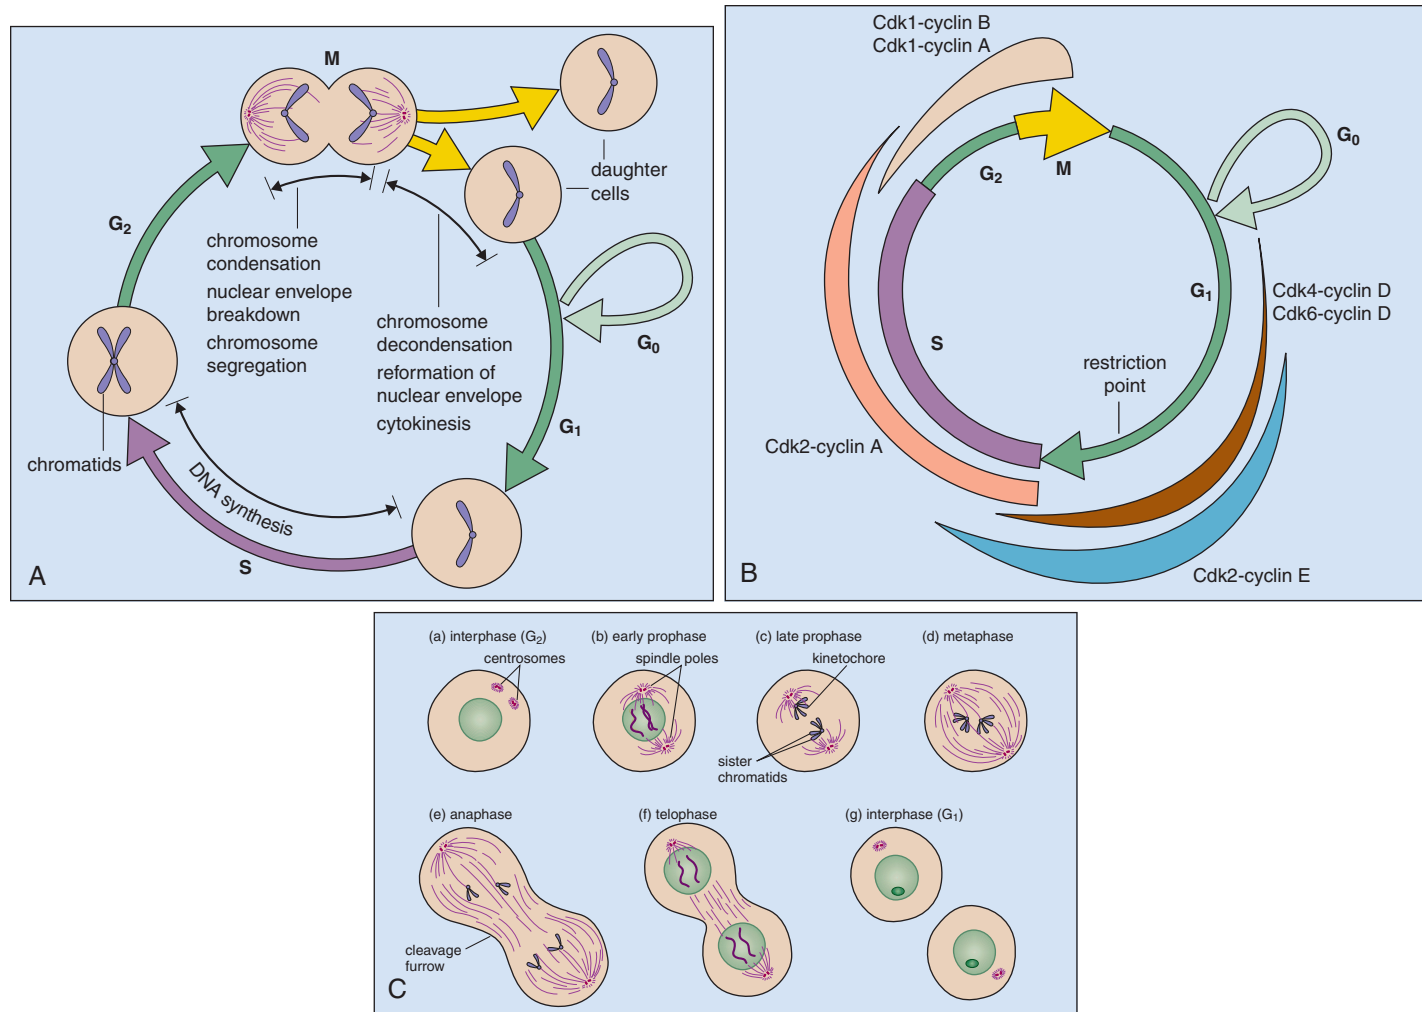 M
daughter
cells
G₂
chromosome
condensation
nuclear envelope
breakdown
chromosome
segregation
chromosome
decondensation
reformation of
nuclear envelope
cytokinesis
G₀
G₁
chromatids
DNA synthesis
S
A
Cdk1-cyclin B
Cdk1-cyclin A
G₀
G₂
M
G₁
Cdk4-cyclin D
Cdk6-cyclin D
S
restriction
point
Cdk2-cyclin A
Cdk2-cyclin E
B
(a) interphase (G₂)
centrosomes
(b) early prophase
spindle poles
(c) late prophase
kinetochore
(d) metaphase
sister
chromatids
(e) anaphase
(f) telophase
(g) interphase (G₁)
cleavage
furrow
C